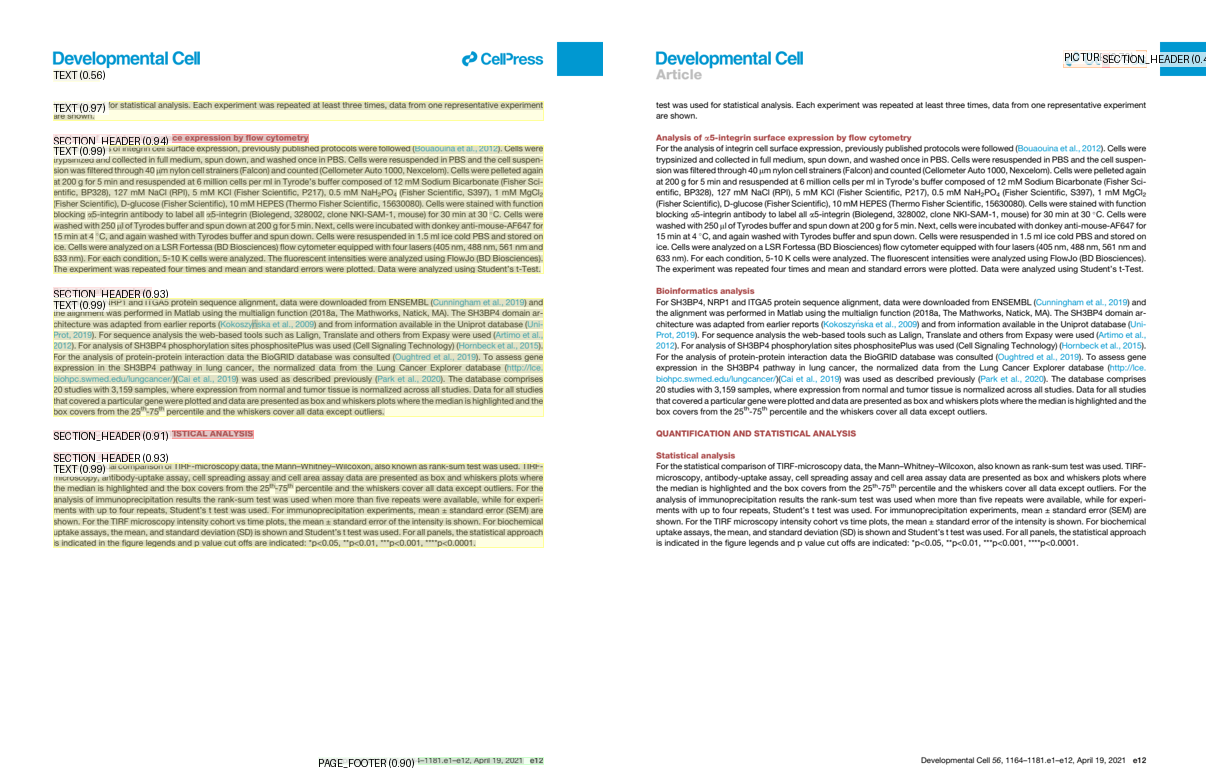 Developmental Cell
CellPress
TEXT (0.56)
TEXT (0.97) for statistical analysis. Each experiment was repeated at least three times, data from one representative experiment
are shown.
SECTION_HEADER (0.94) ce expression by flow cytometry
TEXT (0.99) of integrin cell surface expression, previously published protocols were followed (Bouaouina et al., 2012). Cells were
trypsinized and collected in full medium, spun down, and washed once in PBS. Cells were resuspended in PBS and the cell suspen-
sion was filtered through 40 μm nylon cell strainers (Falcon) and counted (Cellometer Auto 1000, Nexcelom). Cells were pelleted again
at 200 g for 5 min and resuspended at 6 million cells per ml in Tyrode's buffer composed of 12 mM Sodium Bicarbonate (Fisher Sci-
entific, BP328), 127 mM NaCl (RPI), 5 mM KCl (Fisher Scientific, P217), 0.5 mM NaH₂PO₄ (Fisher Scientific, S397), 1 mM MgCl₂
(Fisher Scientific), D-glucose (Fisher Scientific), 10 mM HEPES (Thermo Fisher Scientific, 15630080). Cells were stained with function
blocking α5-integrin antibody to label all α5-integrin (Biolegend, 328002, clone NKI-SAM-1, mouse) for 30 min at 30 °C. Cells were
washed with 250 μl of Tyrodes buffer and spun down at 200 g for 5 min. Next, cells were incubated with donkey anti-mouse-AF647 for
15 min at 4 °C, and again washed with Tyrodes buffer and spun down. Cells were resuspended in 1.5 ml ice cold PBS and stored on
ice. Cells were analyzed on a LSR Fortessa (BD Biosciences) flow cytometer equipped with four lasers (405 nm, 488 nm, 561 nm and
633 nm). For each condition, 5-10 K cells were analyzed. The fluorescent intensities were analyzed using FlowJo (BD Biosciences).
The experiment was repeated four times and mean and standard errors were plotted. Data were analyzed using Student's t-Test.
SECTION_HEADER (0.93)
TEXT (0.99) NRP1 and ITGA5 protein sequence alignment, data were downloaded from ENSEMBL (Cunningham et al., 2019) and
the alignment was performed in Matlab using the multialign function (2018a, The Mathworks, Natick, MA). The SH3BP4 domain ar-
chitecture was adapted from earlier reports (Kokoszyńska et al., 2009) and from information available in the Uniprot database (Uni-
Prot, 2019). For sequence analysis the web-based tools such as Lalign, Translate and others from Expasy were used (Artimo et al.,
2012). For analysis of SH3BP4 phosphorylation sites phosphositePlus was used (Cell Signaling Technology) (Hornbeck et al., 2015).
For the analysis of protein-protein interaction data the BioGRID database was consulted (Oughtred et al., 2019). To assess gene
expression in the SH3BP4 pathway in lung cancer, the normalized data from the Lung Cancer Explorer database (http://lce.
biohpc.swmed.edu/lungcancer/)(Cai et al., 2019) was used as described previously (Park et al., 2020). The database comprises
20 studies with 3,159 samples, where expression from normal and tumor tissue is normalized across all studies. Data for all studies
that covered a particular gene were plotted and data are presented as box and whiskers plots where the median is highlighted and the
box covers from the 25th-75th percentile and the whiskers cover all data except outliers.
SECTION_HEADER (0.91) ISTICAL ANALYSIS
SECTION_HEADER (0.93)
TEXT (0.99) al comparison of TIRF-microscopy data, the Mann–Whitney–Wilcoxon, also known as rank-sum test was used. TIRF-
microscopy, antibody-uptake assay, cell spreading assay and cell area assay data are presented as box and whiskers plots where
the median is highlighted and the box covers from the 25th-75th percentile and the whiskers cover all data except outliers. For the
analysis of immunoprecipitation results the rank-sum test was used when more than five repeats were available, while for experi-
ments with up to four repeats, Student's t test was used. For immunoprecipitation experiments, mean ± standard error (SEM) are
shown. For the TIRF microscopy intensity cohort vs time plots, the mean ± standard error of the intensity is shown. For biochemical
uptake assays, the mean, and standard deviation (SD) is shown and Student's t test was used. For all panels, the statistical approach
is indicated in the figure legends and p value cut offs are indicated: *p<0.05, **p<0.01, ***p<0.001, ****p<0.0001.
PAGE_FOOTER (0.90) –1181.e1–e12, April 19, 2021 e12
Developmental Cell
Article
PICTUR SECTION_HEADER (0.4
test was used for statistical analysis. Each experiment was repeated at least three times, data from one representative experiment
are shown.
Analysis of α5-integrin surface expression by flow cytometry
For the analysis of integrin cell surface expression, previously published protocols were followed (Bouaouina et al., 2012). Cells were
trypsinized and collected in full medium, spun down, and washed once in PBS. Cells were resuspended in PBS and the cell suspen-
sion was filtered through 40 μm nylon cell strainers (Falcon) and counted (Cellometer Auto 1000, Nexcelom). Cells were pelleted again
at 200 g for 5 min and resuspended at 6 million cells per ml in Tyrode's buffer composed of 12 mM Sodium Bicarbonate (Fisher Sci-
entific, BP328), 127 mM NaCl (RPI), 5 mM KCl (Fisher Scientific, P217), 0.5 mM NaH₂PO₄ (Fisher Scientific, S397), 1 mM MgCl₂
(Fisher Scientific), D-glucose (Fisher Scientific), 10 mM HEPES (Thermo Fisher Scientific, 15630080). Cells were stained with function
blocking α5-integrin antibody to label all α5-integrin (Biolegend, 328002, clone NKI-SAM-1, mouse) for 30 min at 30 °C. Cells were
washed with 250 μl of Tyrodes buffer and spun down at 200 g for 5 min. Next, cells were incubated with donkey anti-mouse-AF647 for
15 min at 4 °C, and again washed with Tyrodes buffer and spun down. Cells were resuspended in 1.5 ml ice cold PBS and stored on
ice. Cells were analyzed on a LSR Fortessa (BD Biosciences) flow cytometer equipped with four lasers (405 nm, 488 nm, 561 nm and
633 nm). For each condition, 5-10 K cells were analyzed. The fluorescent intensities were analyzed using FlowJo (BD Biosciences).
The experiment was repeated four times and mean and standard errors were plotted. Data were analyzed using Student's t-Test.
Bioinformatics analysis
For SH3BP4, NRP1 and ITGA5 protein sequence alignment, data were downloaded from ENSEMBL (Cunningham et al., 2019) and
the alignment was performed in Matlab using the multialign function (2018a, The Mathworks, Natick, MA). The SH3BP4 domain ar-
chitecture was adapted from earlier reports (Kokoszyńska et al., 2009) and from information available in the Uniprot database (Uni-
Prot, 2019). For sequence analysis the web-based tools such as Lalign, Translate and others from Expasy were used (Artimo et al.,
2012). For analysis of SH3BP4 phosphorylation sites phosphositePlus was used (Cell Signaling Technology) (Hornbeck et al., 2015).
For the analysis of protein-protein interaction data the BioGRID database was consulted (Oughtred et al., 2019). To assess gene
expression in the SH3BP4 pathway in lung cancer, the normalized data from the Lung Cancer Explorer database (http://lce.
biohpc.swmed.edu/lungcancer/)(Cai et al., 2019) was used as described previously (Park et al., 2020). The database comprises
20 studies with 3,159 samples, where expression from normal and tumor tissue is normalized across all studies. Data for all studies
that covered a particular gene were plotted and data are presented as box and whiskers plots where the median is highlighted and the
box covers from the 25th-75th percentile and the whiskers cover all data except outliers.
QUANTIFICATION AND STATISTICAL ANALYSIS
Statistical analysis
For the statistical comparison of TIRF-microscopy data, the Mann–Whitney–Wilcoxon, also known as rank-sum test was used. TIRF-
microscopy, antibody-uptake assay, cell spreading assay and cell area assay data are presented as box and whiskers plots where
the median is highlighted and the box covers from the 25th-75th percentile and the whiskers cover all data except outliers. For the
analysis of immunoprecipitation results the rank-sum test was used when more than five repeats were available, while for experi-
ments with up to four repeats, Student's t test was used. For immunoprecipitation experiments, mean ± standard error (SEM) are
shown. For the TIRF microscopy intensity cohort vs time plots, the mean ± standard error of the intensity is shown. For biochemical
uptake assays, the mean, and standard deviation (SD) is shown and Student's t test was used. For all panels, the statistical approach
is indicated in the figure legends and p value cut offs are indicated: *p<0.05, **p<0.01, ***p<0.001, ****p<0.0001.
Developmental Cell 56, 1164–1181.e1–e12, April 19, 2021 e12